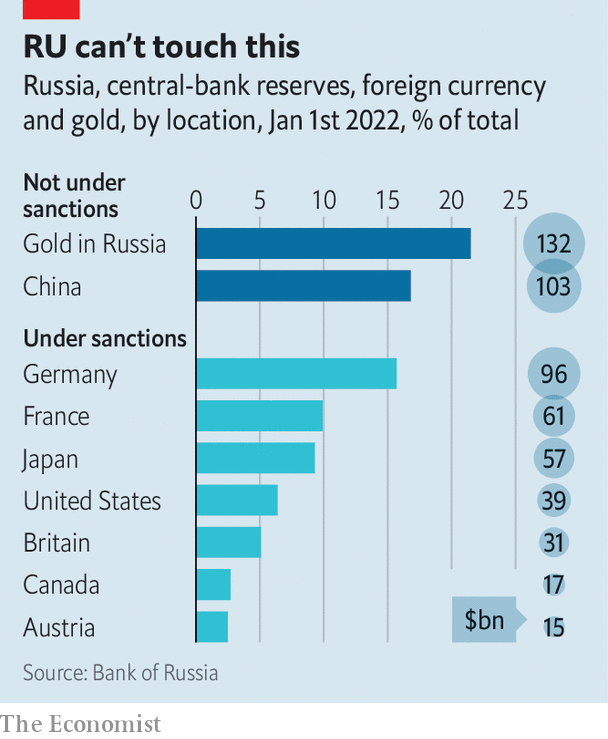 RU can’t touch this
Russia, central-bank reserves, foreign currency
and gold, by location, Jan 1st 2022, % of total
Not under
sanctions
0 5 10 15 20 25
Gold in Russia 132
China 103
Under sanctions
Germany 96
France 61
Japan 57
United States 39
Britain 31
Canada 17
Austria $bn 15
Source: Bank of Russia
The Economist